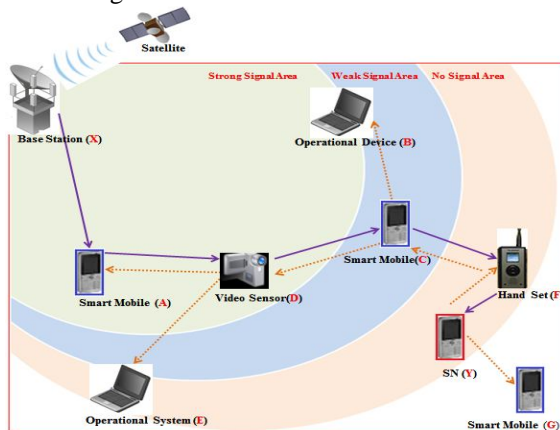 Satellite
Strong Signal Area
Weak Signal Area
No Signal Area
Base Station (X)
Operational Device (B)
Smart Mobile (A)
Video Sensor(D)
Smart Mobile(C)
Hand Set(F
SN (Y)
Operational System (E)
Smart Mobile (G)